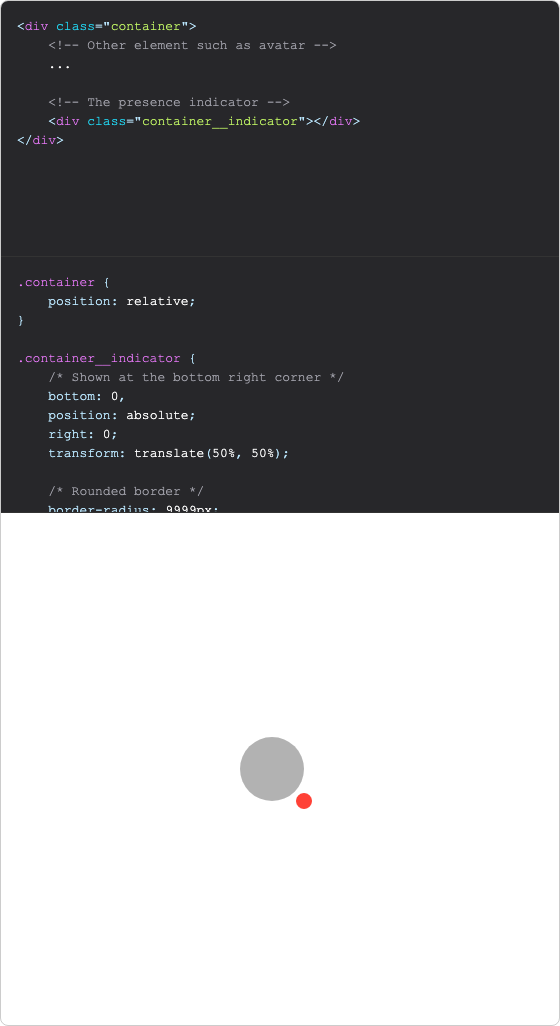 <div class="container">
    <!-- Other element such as avatar -->
    ...
    <!-- The presence indicator -->
    <div class="container__indicator"></div>
</div>
.container {
    position: relative;
}
.container__indicator {
    /* Shown at the bottom right corner */
    bottom: 0,
    position: absolute;
    right: 0;
    transform: translate(50%, 50%);
    /* Rounded border */
    border-radius: 9999px;